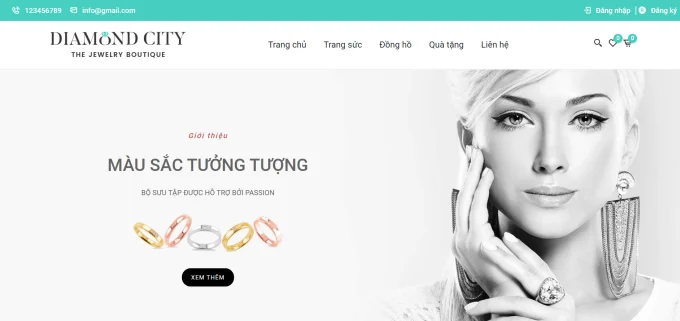 123456789 info@gmail.com Đăng nhập | Đăng ký
DIAMOND CITY
THE JEWELRY BOUTIQUE
Trang chủ Trang sức Đồng hồ Quà tặng Liên hệ
0 0
Giới thiệu
MÀU SẮC TƯỞNG TƯỢNG
BỘ SƯU TẬP ĐƯỢC HỖ TRỢ BỞI PASSION
XEM THÊM